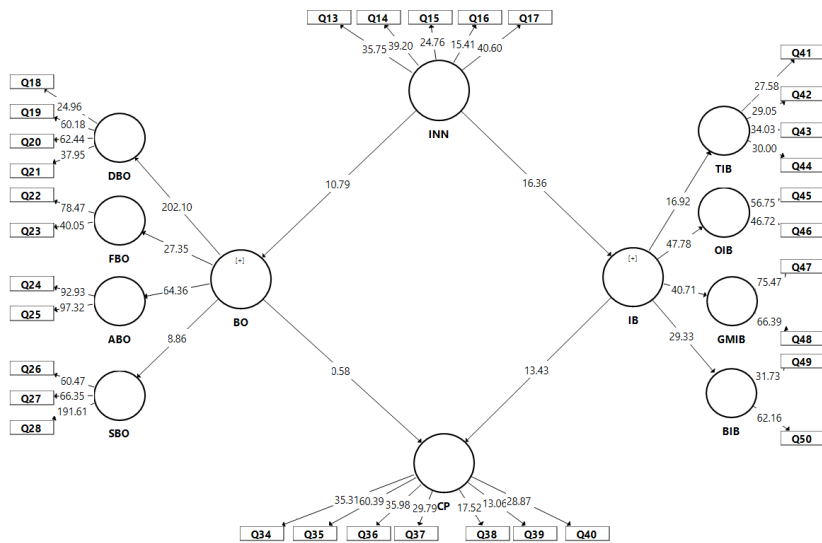 Q13 Q14 Q15 Q16 Q17
35.75 39.20 24.76 15.41 40.60
INN
Q18
Q19
Q20
Q21
24.96
60.18
62.44
37.95
DBO
Q22
Q23
78.47
40.05
FBO
Q24
Q25
92.93
97.32
ABO
Q26
Q27
Q28
60.47
66.35
191.61
SBO
202.10
27.35
64.36
8.86
[+]
BO
10.79
16.36
0.58
13.43
[+]
IB
16.92
47.78
40.71
29.33
TIB
27.58
29.05
34.03
30.00
Q41
Q42
Q43
Q44
OIB
56.75
46.72
Q45
Q46
GMIB
75.47
66.39
Q47
Q48
BIB
31.73
62.16
Q49
Q50
CP
35.31 60.39 35.98 29.79 17.52 13.06 28.87
Q34 Q35 Q36 Q37 Q38 Q39 Q40